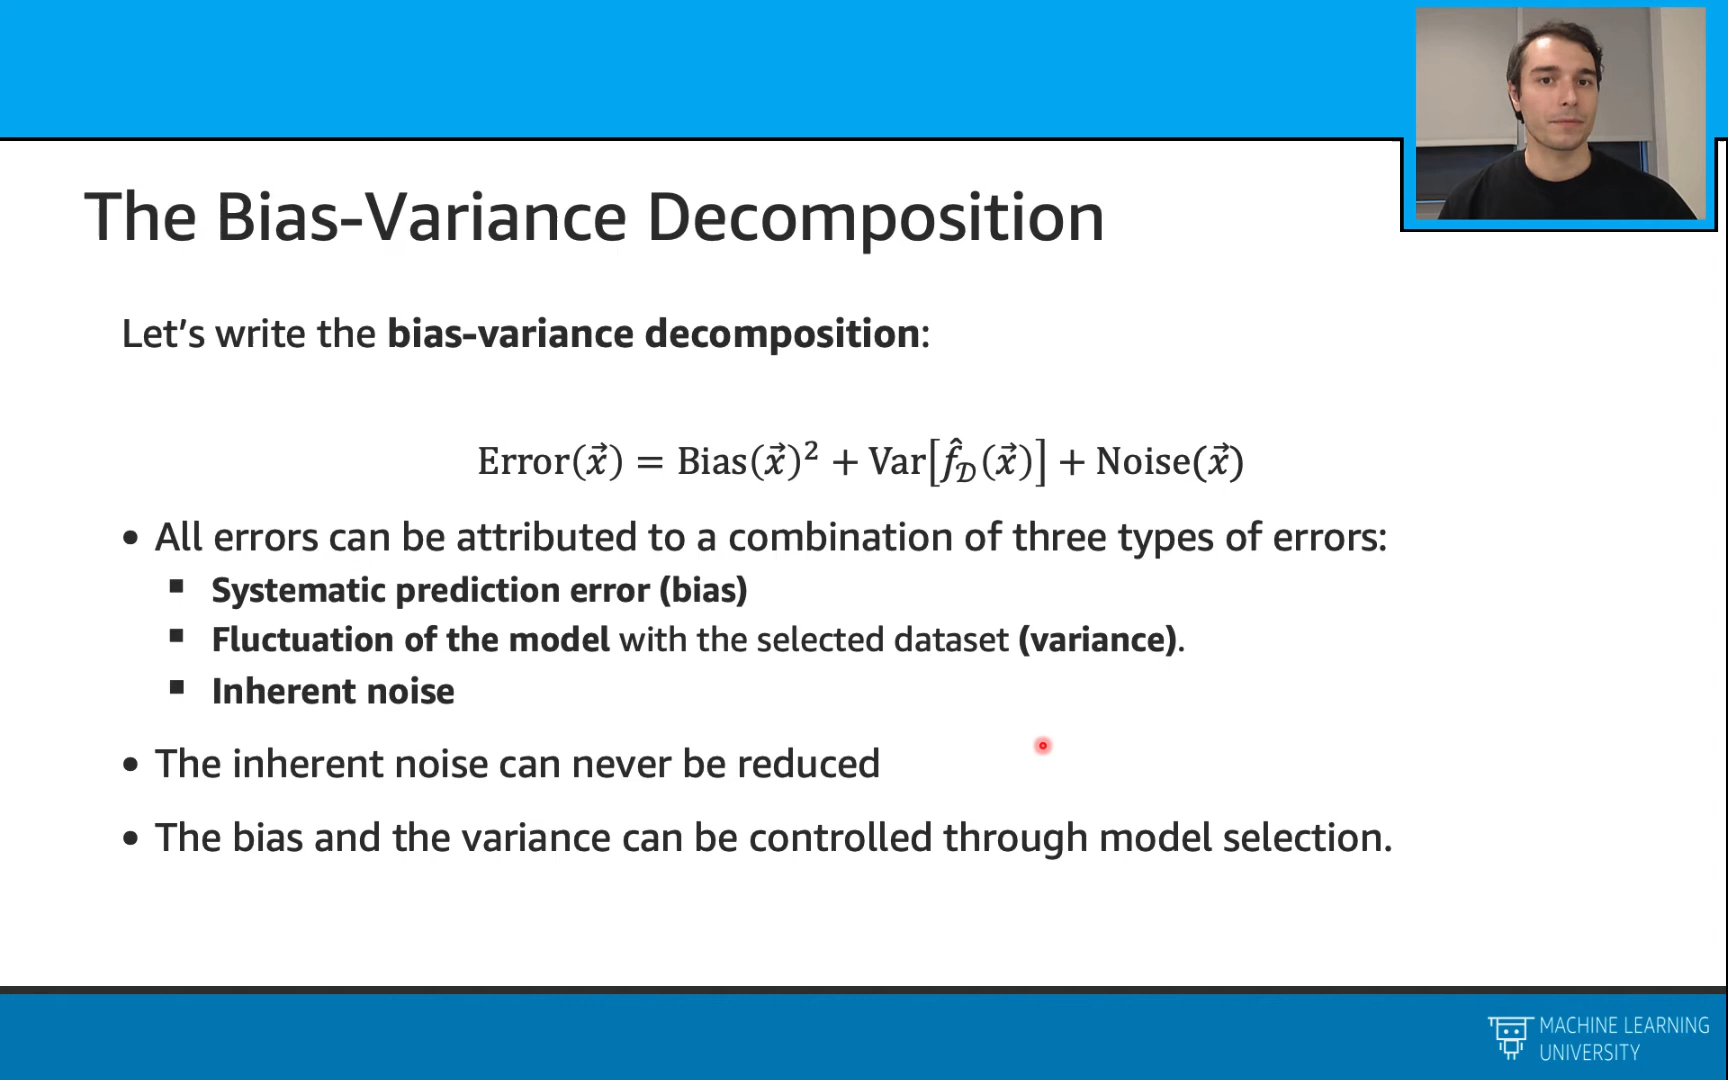 The Bias-Variance Decomposition
Let’s write the bias-variance decomposition:
Error(x⃗) = Bias(x⃗)² + Var[f̂_𝒟(x⃗)] + Noise(x⃗)
• All errors can be attributed to a combination of three types of errors:
▪ Systematic prediction error (bias)
▪ Fluctuation of the model with the selected dataset (variance).
▪ Inherent noise
• The inherent noise can never be reduced
• The bias and the variance can be controlled through model selection.
MACHINE LEARNING
UNIVERSITY